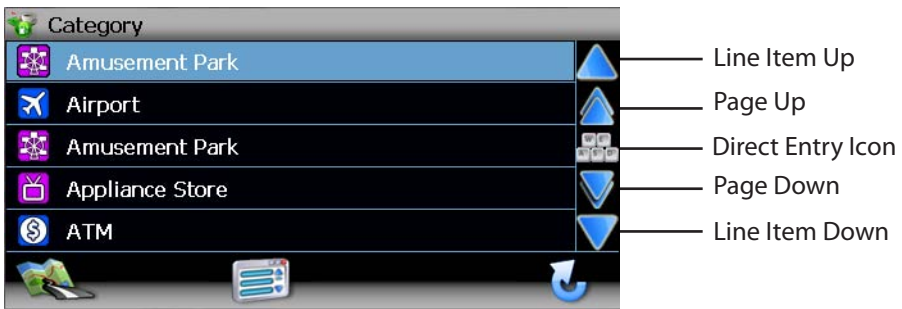 Category
Amusement Park
Airport
Amusement Park
Appliance Store
ATM
Line Item Up
Page Up
Direct Entry Icon
Page Down
Line Item Down